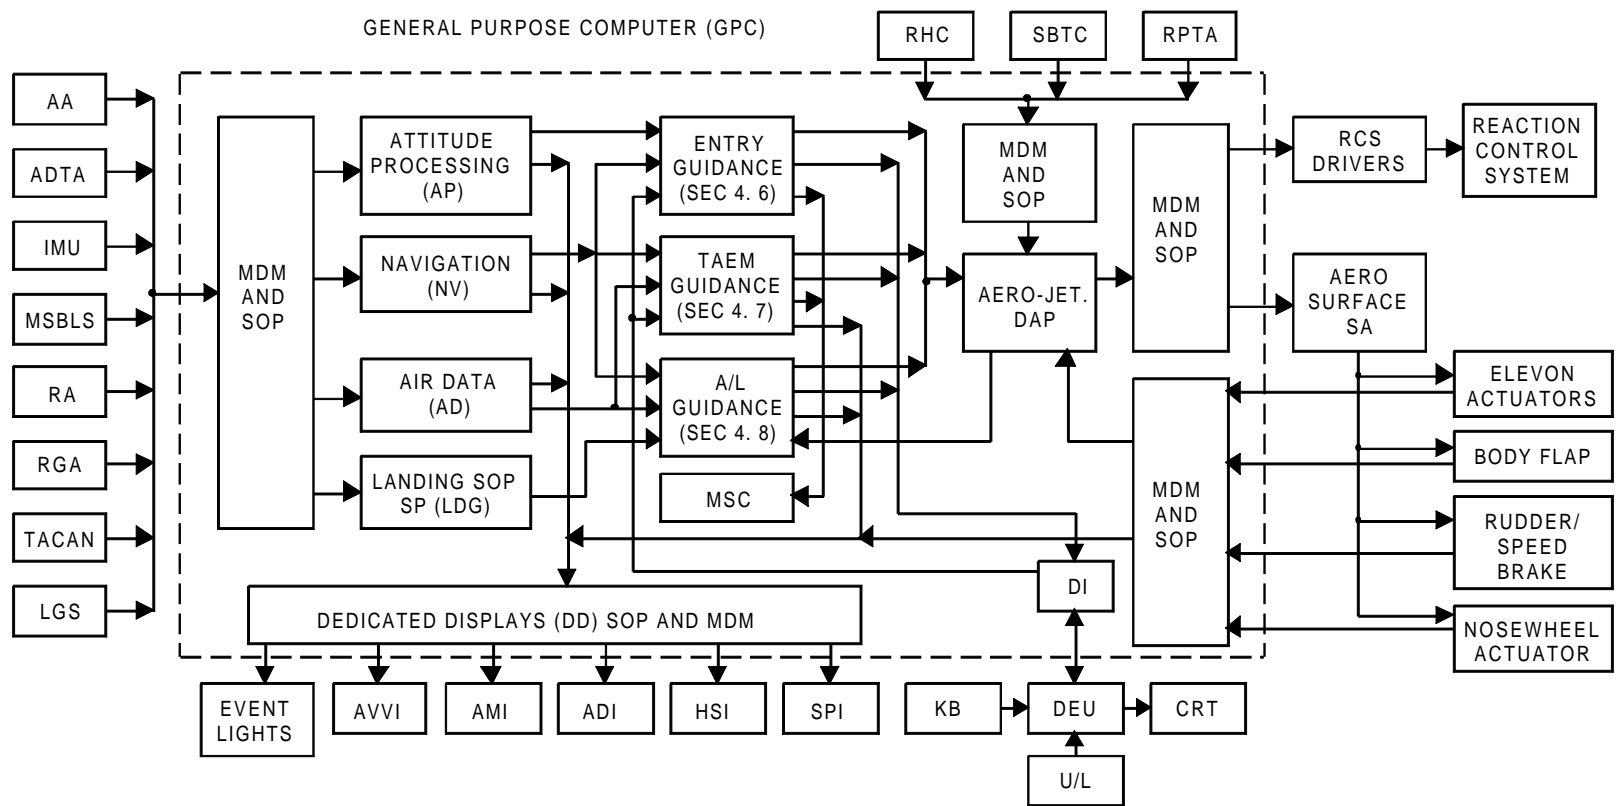 GENERAL PURPOSE COMPUTER (GPC)
RHC
SBTC
RPTA
AA
ADTA
IMU
MSBLS
RA
RGA
TACAN
LGS
MDM
AND
SOP
ATTITUDE
PROCESSING
(AP)
NAVIGATION
(NV)
AIR DATA
(AD)
LANDING SOP
SP (LDG)
ENTRY
GUIDANCE
(SEC 4. 6)
TAEM
GUIDANCE
(SEC 4. 7)
A/L
GUIDANCE
(SEC 4. 8)
MSC
MDM
AND
SOP
AERO-JET.
DAP
MDM
AND
SOP
MDM
AND
SOP
DI
RCS
DRIVERS
REACTION
CONTROL
SYSTEM
AERO
SURFACE
SA
ELEVON
ACTUATORS
BODY FLAP
RUDDER/
SPEED
BRAKE
NOSEWHEEL
ACTUATOR
DEDICATED DISPLAYS (DD) SOP AND MDM
EVENT
LIGHTS
AVVI
AMI
ADI
HSI
SPI
KB
DEU
CRT
U/L